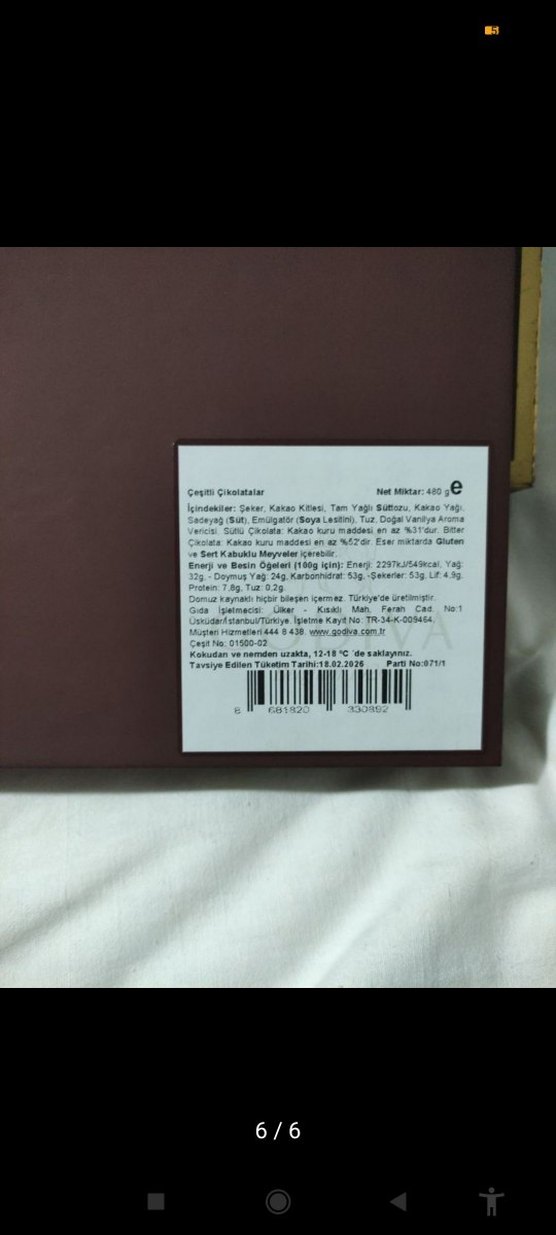 5
Çeşitli Çikolatalar Net Miktar: 480 g e
İçindekiler: Şeker, Kakao Kitlesi, Tam Yağlı Süttozu, Kakao Yağı,
Sadeyağ (Süt), Emülgatör (Soya Lesitini), Tuz, Doğal Vanilya Aroma
Vericisi. Sütlü Çikolata: Kakao kuru maddesi en az %31'dur. Bitter
Çikolata: Kakao kuru maddesi en az %52'dir. Eser miktarda Gluten
ve Sert Kabuklu Meyveler içerebilir.
Enerji ve Besin Öğeleri (100g için): Enerji: 2297kJ/549kcal, Yağ:
32g, - Doymuş Yağ: 24g, Karbonhidrat: 53g, -Şekerler: 53g, Lif: 4,9g,
Protein: 7,8g, Tuz: 0,2g.
Domuz kaynaklı hiçbir bileşen içermez. Türkiye'de üretilmiştir.
Gıda İşletmecisi: Ülker - Kısıklı Mah. Ferah Cad. No:1
Üsküdar/İstanbul/Türkiye. İşletme Kayıt No: TR-34-K-009464,
Müşteri Hizmetleri 444 8 438. www.godiva.com.tr
Çeşit No: 01500-02
Kokudan ve nemden uzakta, 12-18 °C 'de saklayınız.
Tavsiye Edilen Tüketim Tarihi:18.02.2026 Parti No:071/1
8 681820 330892
6 / 6